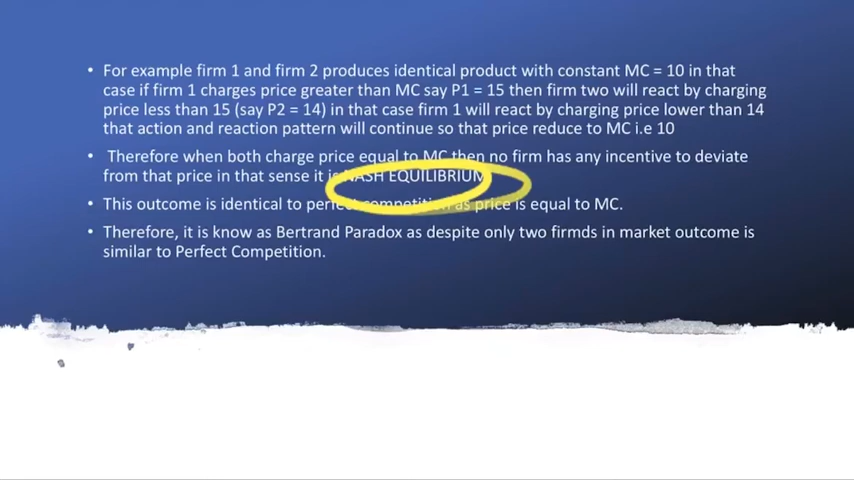 • For example firm 1 and firm 2 produces identical product with constant MC = 10 in that
case if firm 1 charges price greater than MC say P1 = 15 then firm two will react by charging
price less than 15 (say P2 = 14) in that case firm 1 will react by charging price lower than 14
that action and reaction pattern will continue so that price reduce to MC i.e 10
• Therefore when both charge price equal to MC then no firm has any incentive to deviate
from that price in that sense it is NASH EQUILIBRIUM
• This outcome is identical to perfect competition as price is equal to MC.
• Therefore, it is know as Bertrand Paradox as despite only two firmds in market outcome is
similar to Perfect Competition.